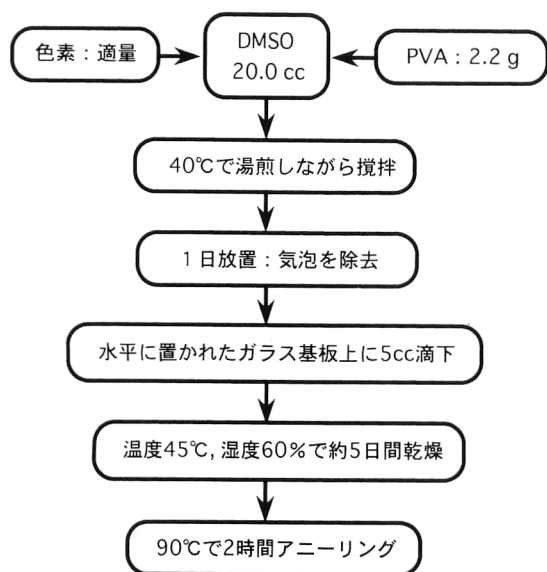 色素：適量
DMSO
20.0 cc
PVA：2.2 g
40℃で湯煎しながら撹拌
1日放置：気泡を除去
水平に置かれたガラス基板上に5cc滴下
温度45℃, 湿度60%で約5日間乾燥
90℃で2時間アニーリング